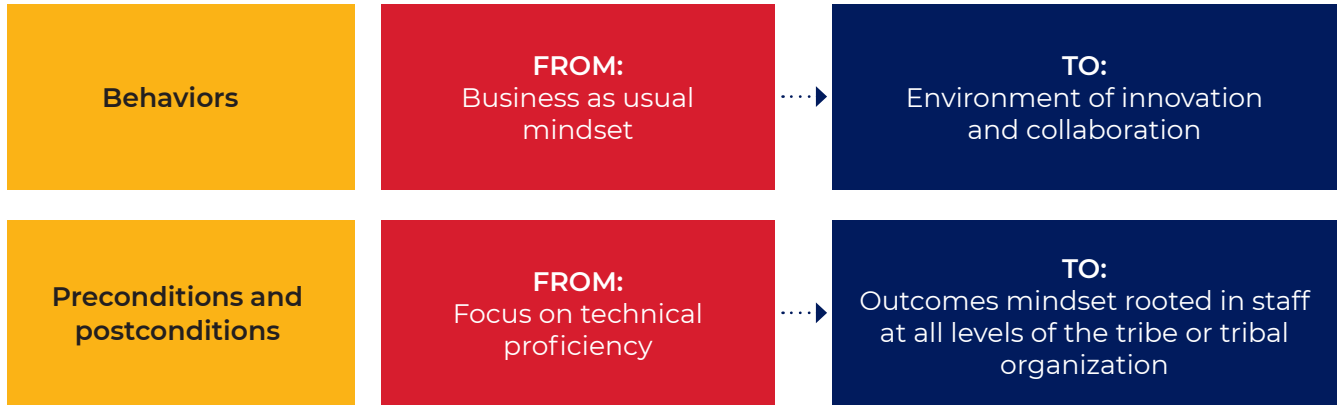 Behaviors
FROM:
Business as usual
mindset
TO:
Environment of innovation
and collaboration
Preconditions and
postconditions
FROM:
Focus on technical
proficiency
TO:
Outcomes mindset rooted in staff
at all levels of the tribe or tribal
organization